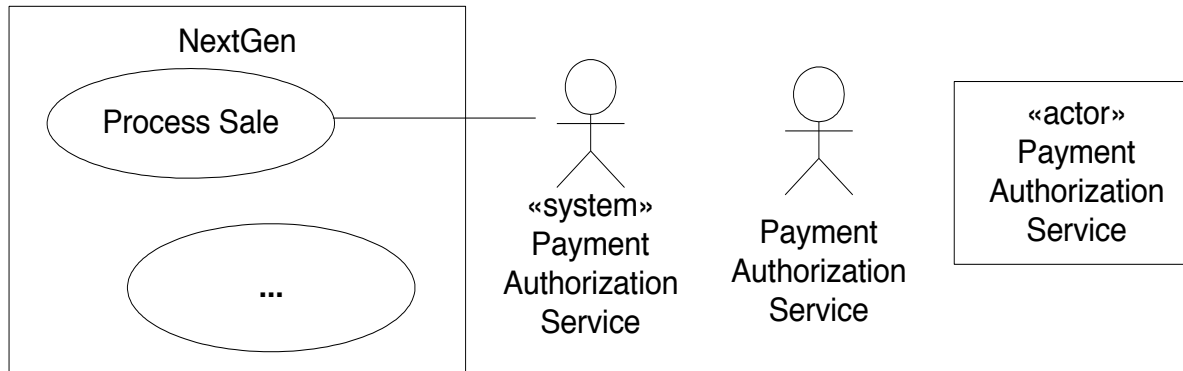 NextGen
Process Sale
...
«system»
Payment
Authorization
Service
Payment
Authorization
Service
«actor»
Payment
Authorization
Service